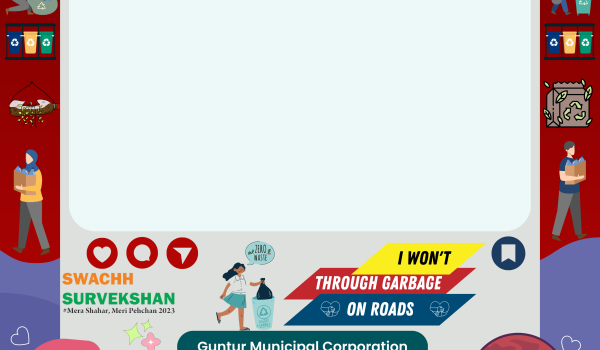 ZERO
WASTE
I WON'T
THROUGH GARBAGE
ON ROADS
SWACHH
SURVEKSHAN
#Mera Shahar, Meri Pehchan 2023
Guntur Municipal Corporation